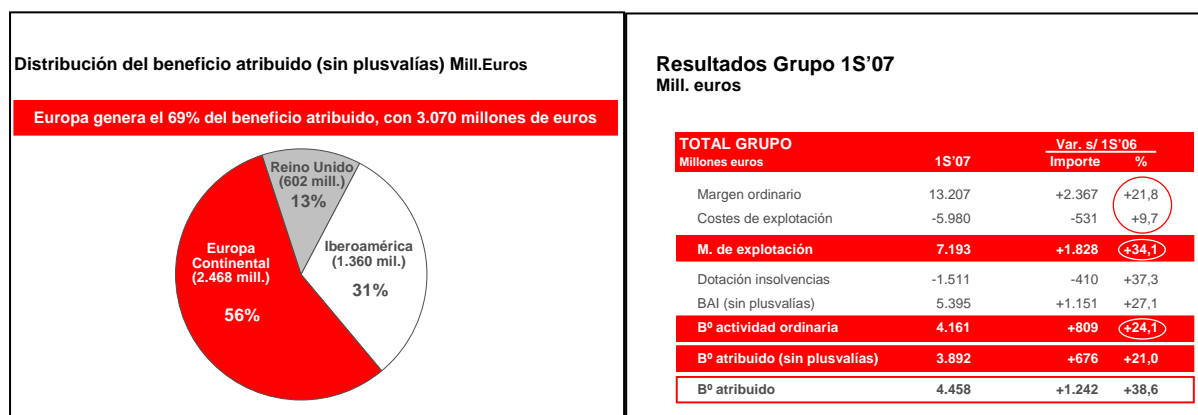 Distribución del beneficio atribuido (sin plusvalías) Mill.Euros
Europa genera el 69% del beneficio atribuido, con 3.070 millones de euros
Reino Unido
(602 mill.)
13%
Iberoamérica
(1.360 mil.)
31%
Europa
Continental
(2.468 mill.)
56%
Resultados Grupo 1S'07
Mill. euros
TOTAL GRUPO Var. s/ 1S'06
Millones euros 1S'07 Importe %
Margen ordinario 13.207 +2.367 +21,8
Costes de explotación -5.980 -531 +9,7
M. de explotación 7.193 +1.828 +34,1
Dotación insolvencias -1.511 -410 +37,3
BAI (sin plusvalías) 5.395 +1.151 +27,1
Bº actividad ordinaria 4.161 +809 +24,1
Bº atribuido (sin plusvalías) 3.892 +676 +21,0
Bº atribuido 4.458 +1.242 +38,6